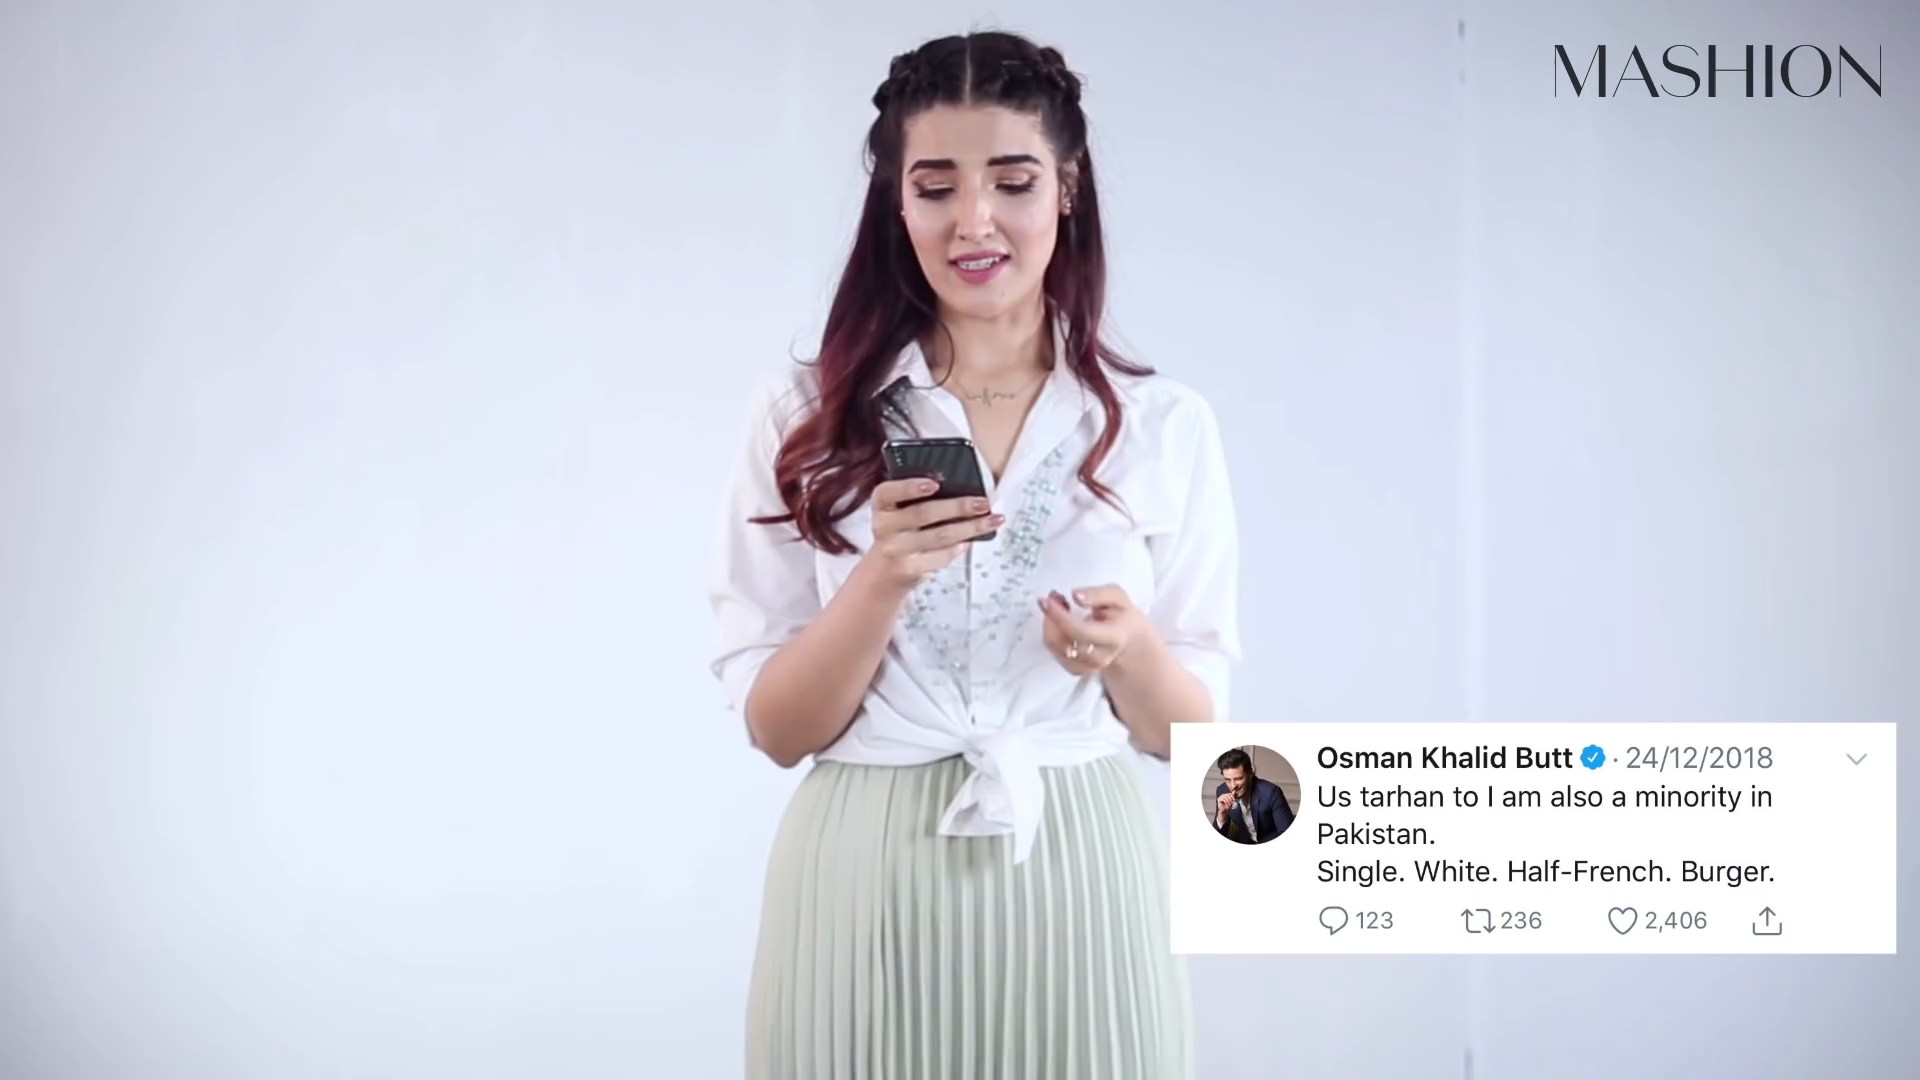 MASHION
Osman Khalid Butt · 24/12/2018
Us tarhan to I am also a minority in
Pakistan.
Single. White. Half-French. Burger.
123 236 2,406